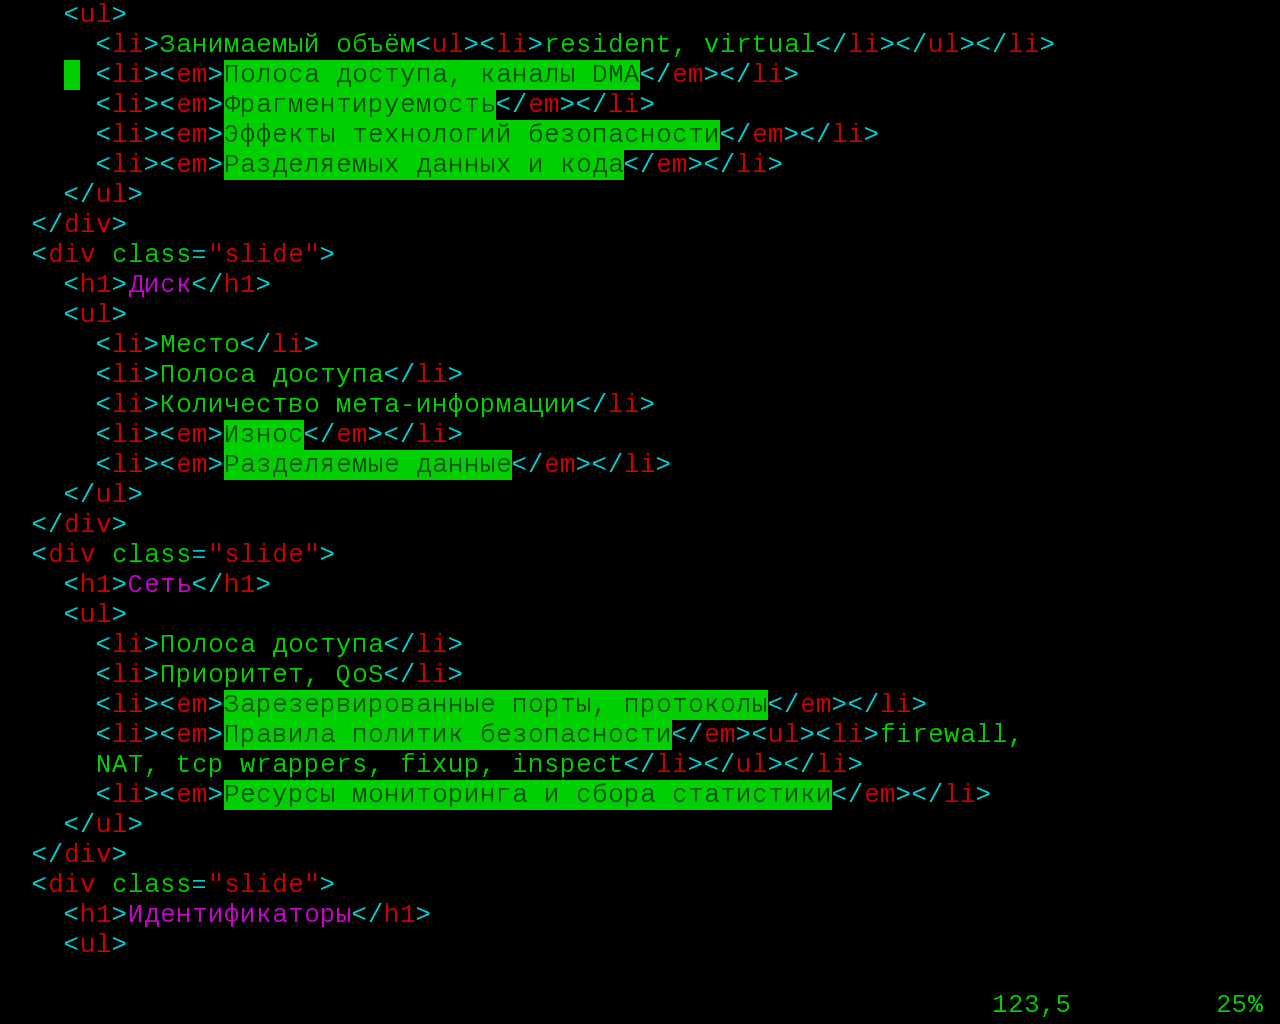 <ul>
<li>Занимаемый объём<ul><li>resident, virtual</li></ul></li>
<li><em>Полоса доступа, каналы DMA</em></li>
<li><em>Фрагментируемость</em></li>
<li><em>Эффекты технологий безопасности</em></li>
<li><em>Разделяемых данных и кода</em></li>
</ul>
</div>
<div class="slide">
<h1>Диск</h1>
<ul>
<li>Место</li>
<li>Полоса доступа</li>
<li>Количество мета-информации</li>
<li><em>Износ</em></li>
<li><em>Разделяемые данные</em></li>
</ul>
</div>
<div class="slide">
<h1>Сеть</h1>
<ul>
<li>Полоса доступа</li>
<li>Приоритет, QoS</li>
<li><em>Зарезервированные порты, протоколы</em></li>
<li><em>Правила политик безопасности</em><ul><li>firewall,
NAT, tcp wrappers, fixup, inspect</li></ul></li>
<li><em>Ресурсы мониторинга и сбора статистики</em></li>
</ul>
</div>
<div class="slide">
<h1>Идентификаторы</h1>
<ul>
123,5 25%